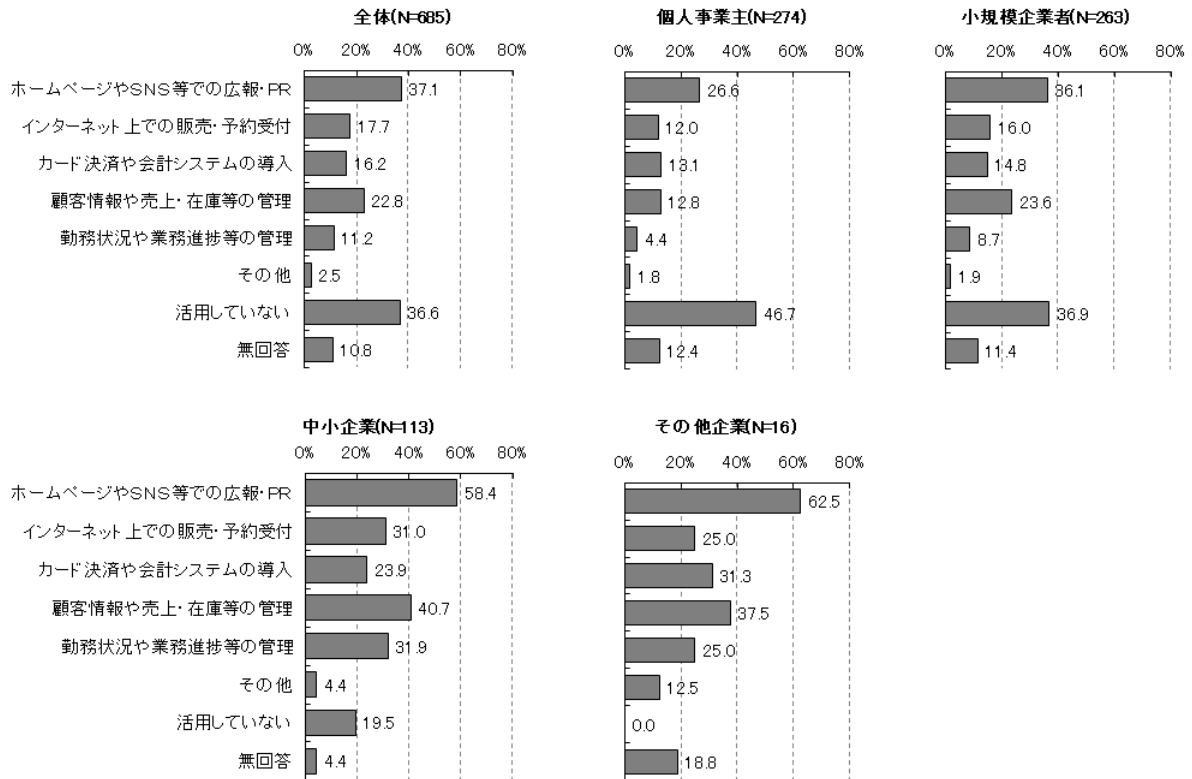 全体(N=685)
0% 20% 40% 60% 80%
ホームページやSNS等での広報・PR 37.1
インターネット上での販売・予約受付 17.7
カード決済や会計システムの導入 16.2
顧客情報や売上・在庫等の管理 22.8
勤務状況や業務進捗等の管理 11.2
その他 2.5
活用していない 36.6
無回答 10.8
個人事業主(N=274)
0% 20% 40% 60% 80%
26.6
12.0
13.1
12.8
4.4
1.8
46.7
12.4
小規模企業者(N=263)
0% 20% 40% 60% 80%
36.1
16.0
14.8
23.6
8.7
1.9
36.9
11.4
中小企業(N=113)
0% 20% 40% 60% 80%
ホームページやSNS等での広報・PR 58.4
インターネット上での販売・予約受付 31.0
カード決済や会計システムの導入 23.9
顧客情報や売上・在庫等の管理 40.7
勤務状況や業務進捗等の管理 31.9
その他 4.4
活用していない 19.5
無回答 4.4
その他企業(N=16)
0% 20% 40% 60% 80%
62.5
25.0
31.3
37.5
25.0
12.5
0.0
18.8